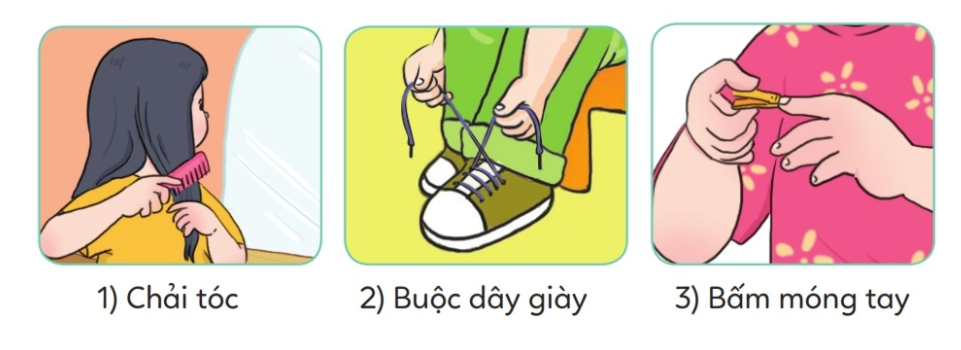 1) Chải tóc
2) Buộc dây giày
3) Bấm móng tay